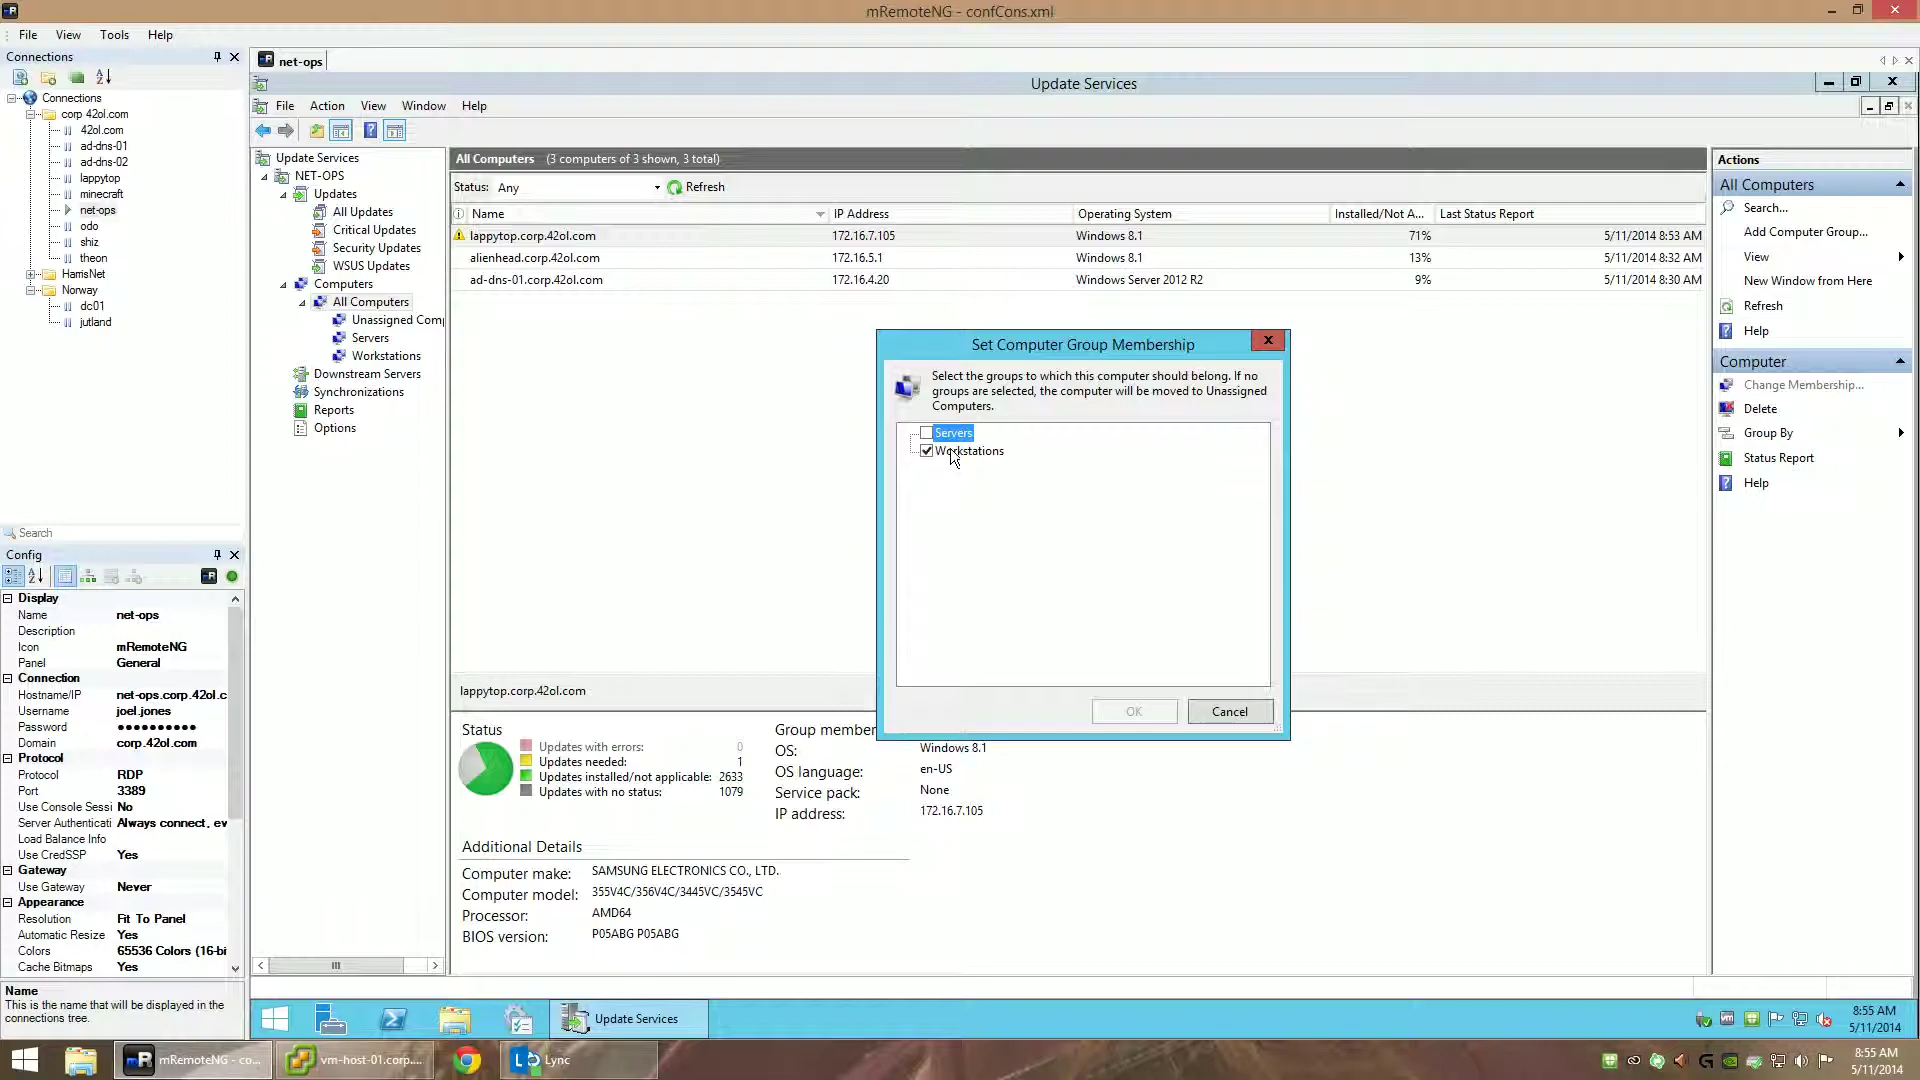 mRemoteNG - confCons.xml
File View Tools Help
Connections
net-ops
Update Services
File Action View Window Help
Connections
corp 42ol.com
42ol.com
ad-dns-01
ad-dns-02
lappytop
minecraft
net-ops
odo
shiz
theon
HarrisNet
Norway
dc01
jutland
Search
Config
Display
Name net-ops
Description
Icon mRemoteNG
Panel General
Connection
Hostname/IP net-ops.corp.42ol.c
Username joel.jones
Password ●●●●●●●●●●
Domain corp.42ol.com
Protocol
Protocol RDP
Port 3389
Use Console Sessi No
Server Authenticati Always connect, ev
Load Balance Info
Use CredSSP Yes
Gateway
Use Gateway Never
Appearance
Resolution Fit To Panel
Automatic Resize Yes
Colors 65536 Colors (16-bi
Cache Bitmaps Yes
Name
This is the name that will be displayed in the
connections tree.
Update Services
NET-OPS
Updates
All Updates
Critical Updates
Security Updates
WSUS Updates
Computers
All Computers
Unassigned Comp
Servers
Workstations
Downstream Servers
Synchronizations
Reports
Options
All Computers (3 computers of 3 shown, 3 total)
Status: Any Refresh
Name IP Address Operating System Installed/Not A... Last Status Report
lappytop.corp.42ol.com 172.16.7.105 Windows 8.1 71% 5/11/2014 8:53 AM
alienhead.corp.42ol.com 172.16.5.1 Windows 8.1 13% 5/11/2014 8:32 AM
ad-dns-01.corp.42ol.com 172.16.4.20 Windows Server 2012 R2 9% 5/11/2014 8:30 AM
Set Computer Group Membership
Select the groups to which this computer should belong. If no
groups are selected, the computer will be moved to Unassigned
Computers.
Servers
Workstations
OK Cancel
lappytop.corp.42ol.com
Status
Updates with errors: 0
Updates needed: 1
Updates installed/not applicable: 2633
Updates with no status: 1079
Group member
OS: Windows 8.1
OS language: en-US
Service pack: None
IP address: 172.16.7.105
Additional Details
Computer make: SAMSUNG ELECTRONICS CO., LTD.
Computer model: 355V4C/356V4C/3445VC/3545VC
Processor: AMD64
BIOS version: P05ABG P05ABG
Actions
All Computers
Search...
Add Computer Group...
View
New Window from Here
Refresh
Help
Computer
Change Membership...
Delete
Group By
Status Report
Help
Update Services
8:55 AM
5/11/2014
mRemoteNG - co...
vm-host-01.corp....
Lync
8:55 AM
5/11/2014